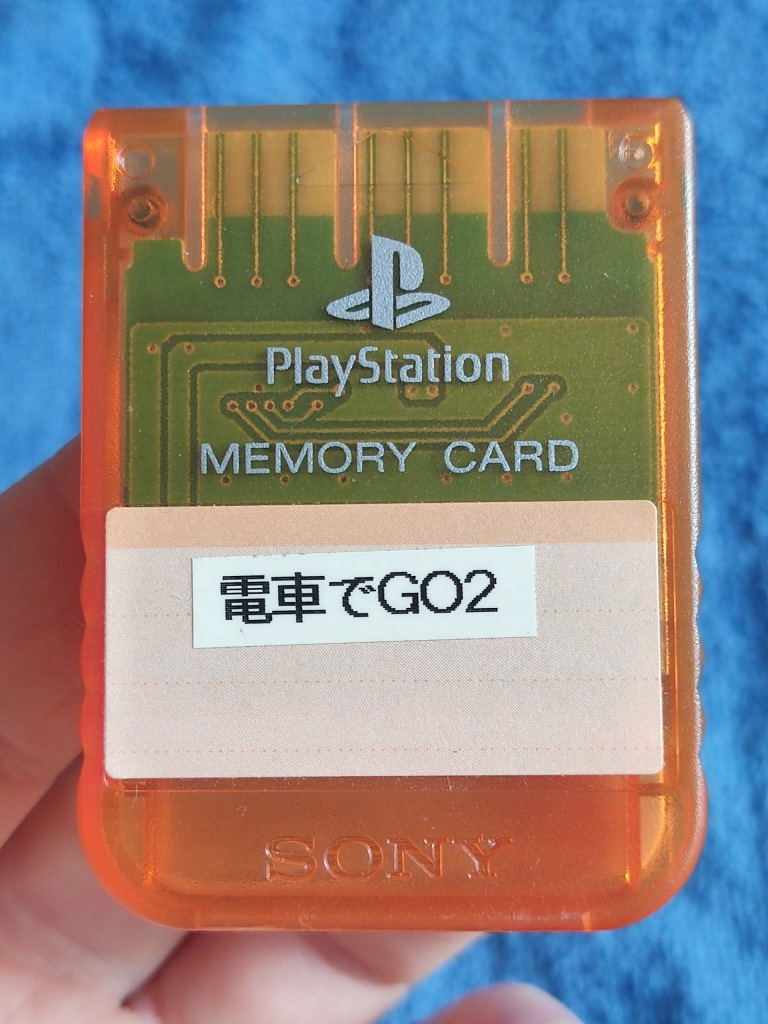 PlayStation
MEMORY CARD
電車でGO2
SONY